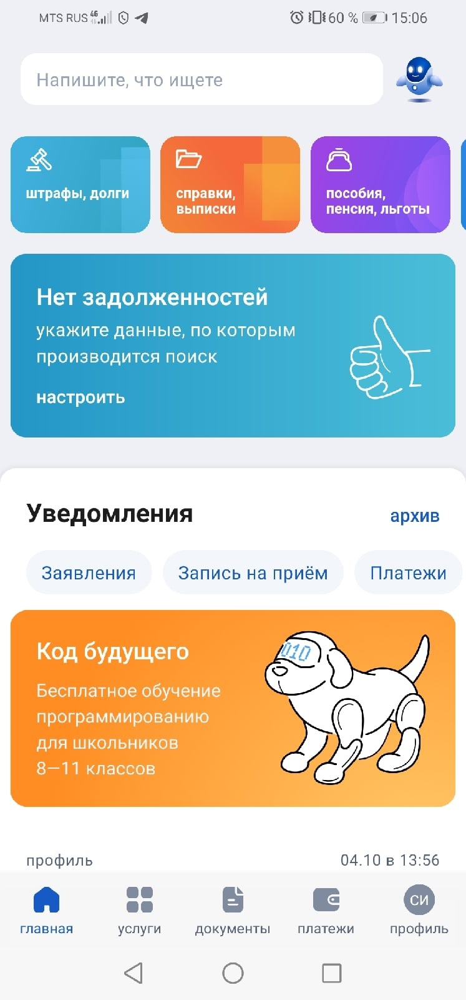 MTS RUS 4G 60 % 15:06
Напишите, что ищете
штрафы, долги
справки,
выписки
пособия,
пенсия, льготы
Нет задолженностей
укажите данные, по которым
производится поиск
настроить
Уведомления
архив
Заявления
Запись на приём
Платежи
Код будущего
Бесплатное обучение
программированию
для школьников
8—11 классов
010
профиль
04.10 в 13:56
главная
услуги
документы
платежи
СИ
профиль